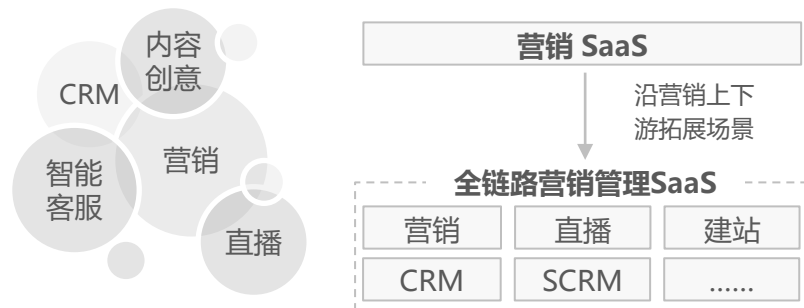 内容
创意
CRM
营销
智能
客服
直播
营销 SaaS
沿营销上下
游拓展场景
全链路营销管理SaaS
营销
直播
建站
CRM
SCRM
……